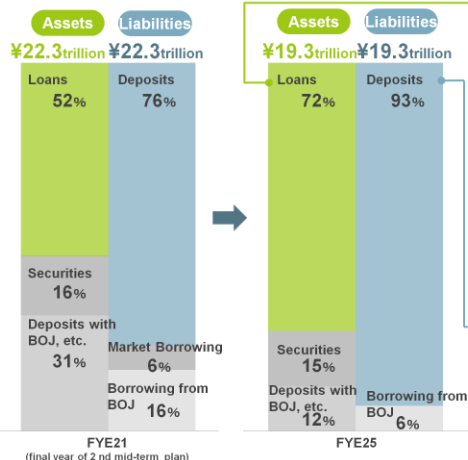 Assets
Liabilities
¥22.3trillion
¥22.3trillion
Loans
52%
Deposits
76%
Securities
16%
Deposits with
BOJ, etc.
31%
Market Borrowing
6%
Borrowing from
BOJ
16%
FYE21
(final year of 2 nd mid-term plan)
Assets
Liabilities
¥19.3trillion
¥19.3trillion
Loans
72%
Deposits
93%
Securities
15%
Deposits with
BOJ, etc.
12%
Borrowing from
BOJ
6%
FYE25